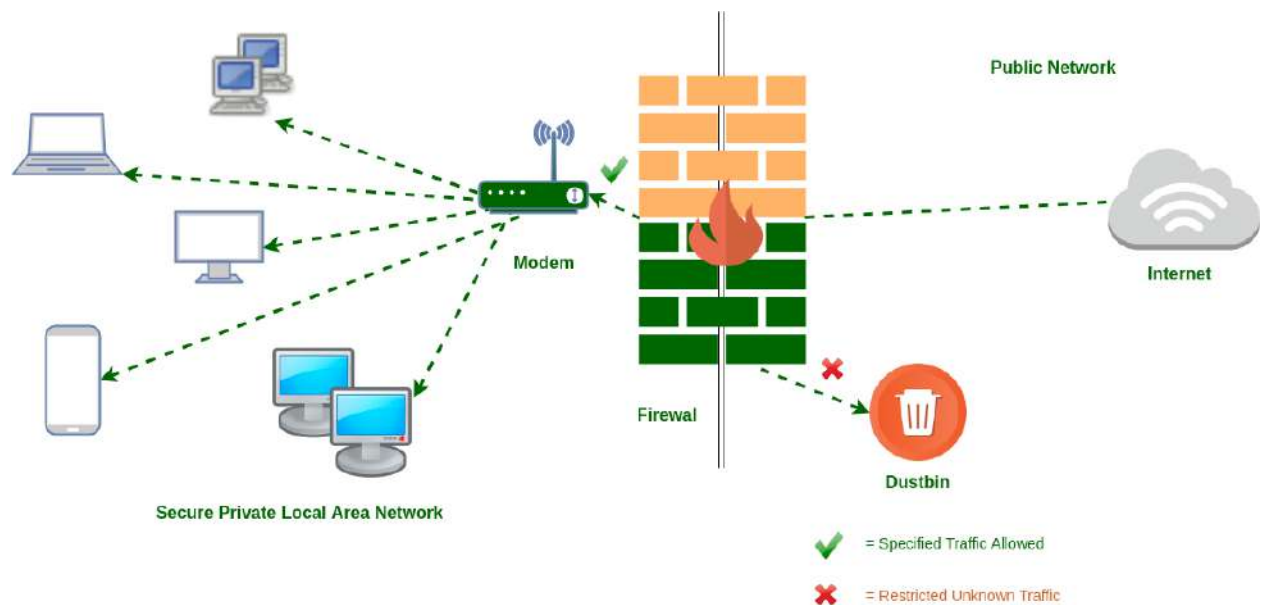 Public Network
Modem
Internet
Firewal
Dustbin
Secure Private Local Area Network
= Specified Traffic Allowed
= Restricted Unknown Traffic